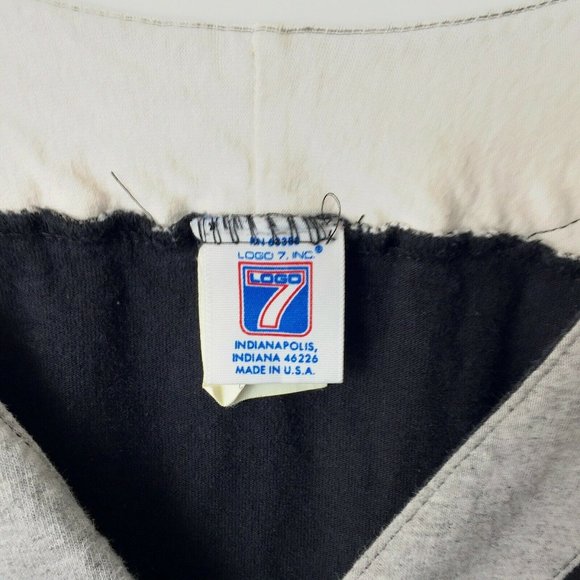 LOGO 7, INC.®
LOGO
7
INDIANAPOLIS,
INDIANA 46226
MADE IN U.S.A.